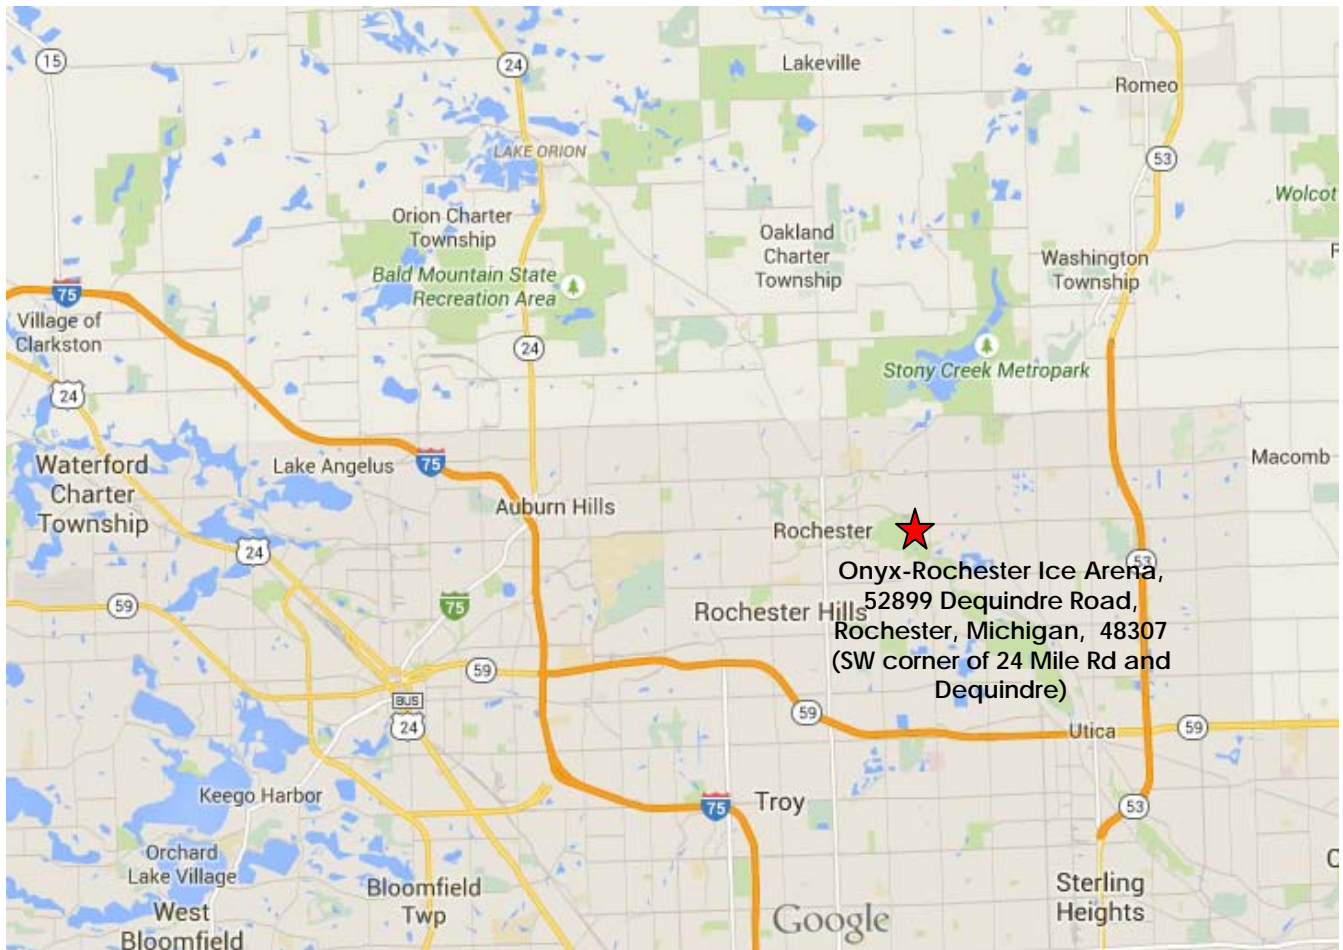 15
24
Lakeville
Romeo
LAKE ORION
53
Wolcot
Orion Charter
Township
Oakland
Charter
Township
Washington
Township
Bald Mountain State
Recreation Area
75
Village of
Clarkston
24
Stony Creek Metropark
24
Waterford
Charter
Township
Lake Angelus
75
Macomb
Auburn Hills
Rochester
24
53
Onyx-Rochester Ice Arena,
52899 Dequindre Road,
Rochester, Michigan, 48307
(SW corner of 24 Mile Rd and
Dequindre)
59
75
Rochester Hills
59
BUS
24
59
Utica
59
Keego Harbor
75
Troy
53
Orchard
Lake Village
Bloomfield
Twp
Sterling
Heights
West
Bloomfield
Google